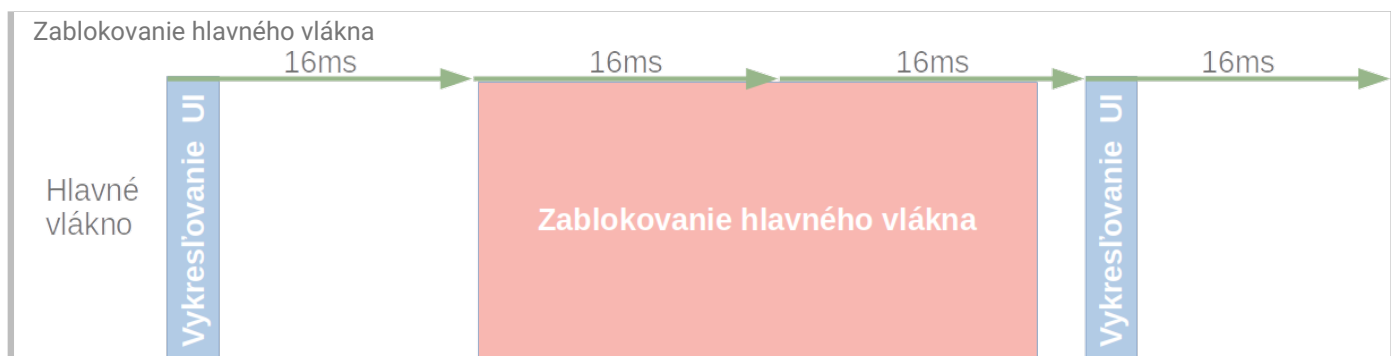 Zablokovanie hlavného vlákna
16ms
16ms
16ms
16ms
Hlavné
vlákno
Vykresľovanie UI
Zablokovanie hlavného vlákna
Vykresľovanie UI